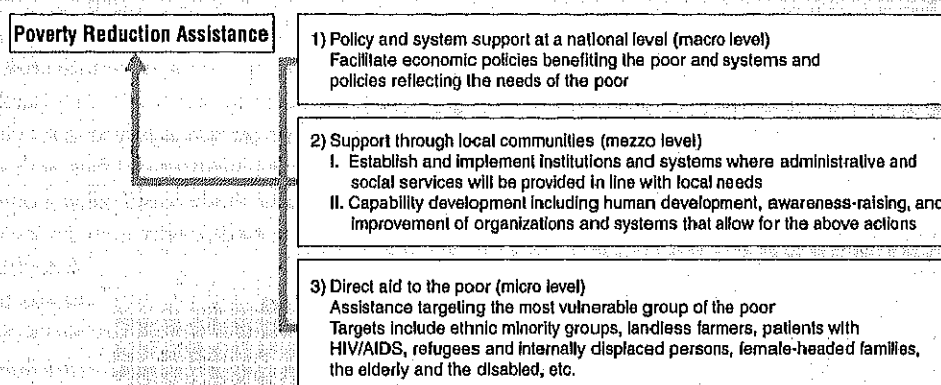 Poverty Reduction Assistance
1) Policy and system support at a national level (macro level)
Facilitate economic policies benefiting the poor and systems and
policies reflecting the needs of the poor
2) Support through local communities (mezzo level)
I. Establish and implement institutions and systems where administrative and
social services will be provided in line with local needs
II. Capability development including human development, awareness-raising, and
improvement of organizations and systems that allow for the above actions
3) Direct aid to the poor (micro level)
Assistance targeting the most vulnerable group of the poor
Targets include ethnic minority groups, landless farmers, patients with
HIV/AIDS, refugees and internally displaced persons, female-headed families,
the elderly and the disabled, etc.